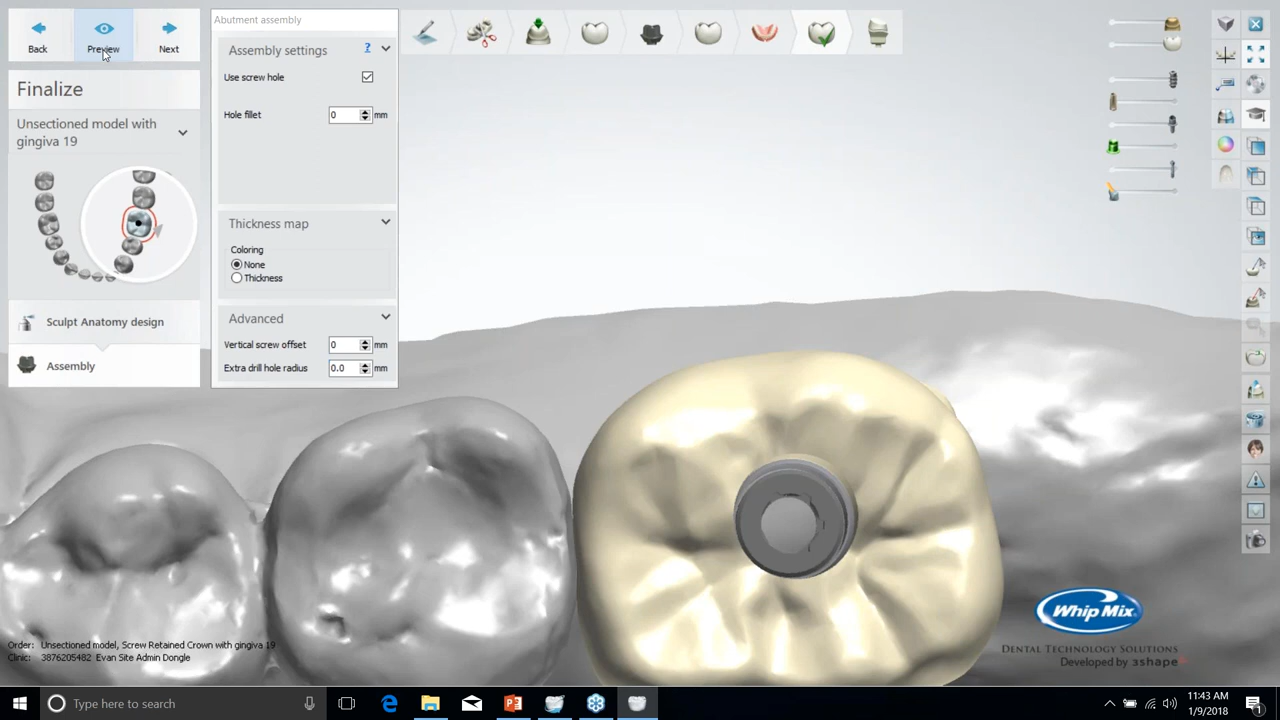 Back
Preview
Next
Finalize
Unsectioned model with
gingiva 19
Sculpt Anatomy design
Assembly
Abutment assembly
Assembly settings
?
Use screw hole
Hole fillet
0
mm
Thickness map
Coloring
None
Thickness
Advanced
Vertical screw offset
0
mm
Extra drill hole radius
0.0
mm
Order: Unsectioned model, Screw Retained Crown with gingiva 19
Clinic: 3876205482 Evan Site Admin Dongle
Whip Mix
DENTAL TECHNOLOGY SOLUTIONS
Developed by 3shape
Type here to search
11:43 AM
1/9/2018
1